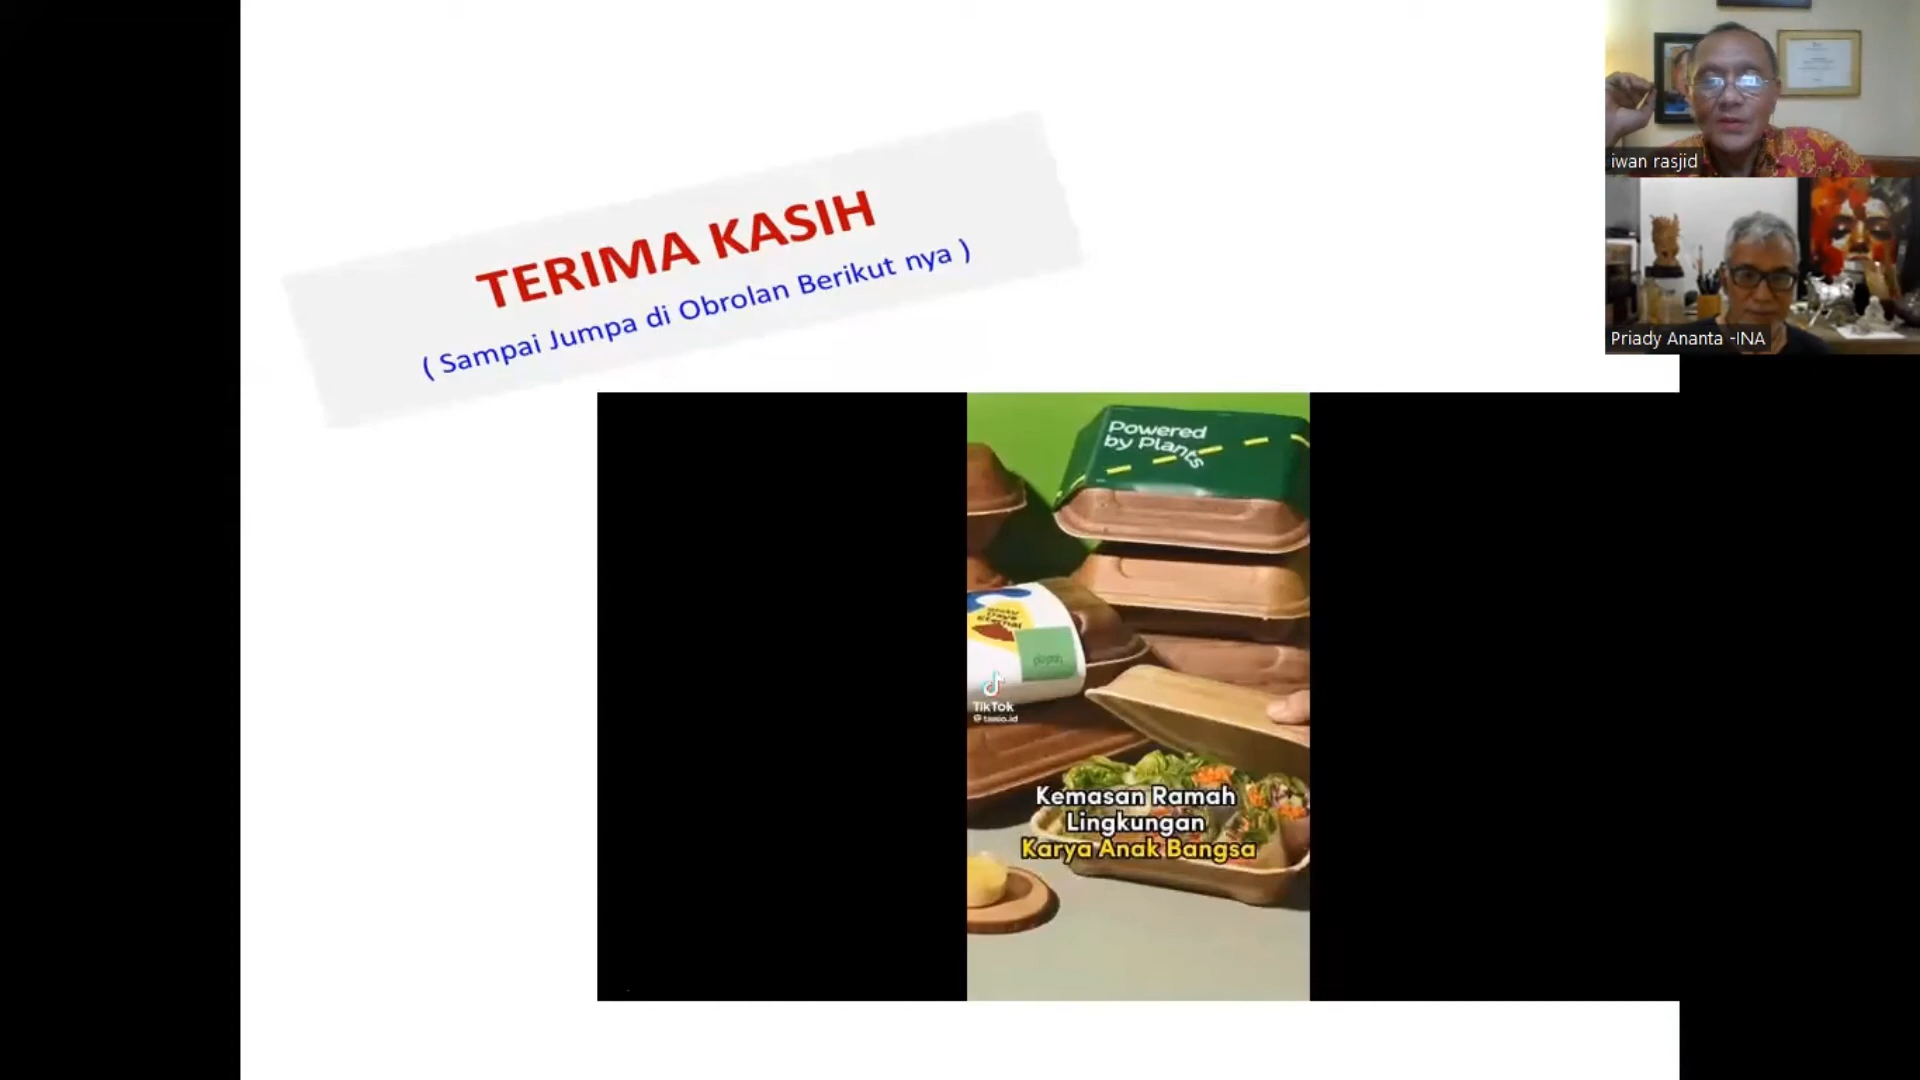 TERIMA KASIH
( Sampai Jumpa di Obrolan Berikut nya )
iwan rasjid
Priady Ananta -INA
Powered
by Plants
TikTok
Kemasan Ramah
Lingkungan
Karya Anak Bangsa